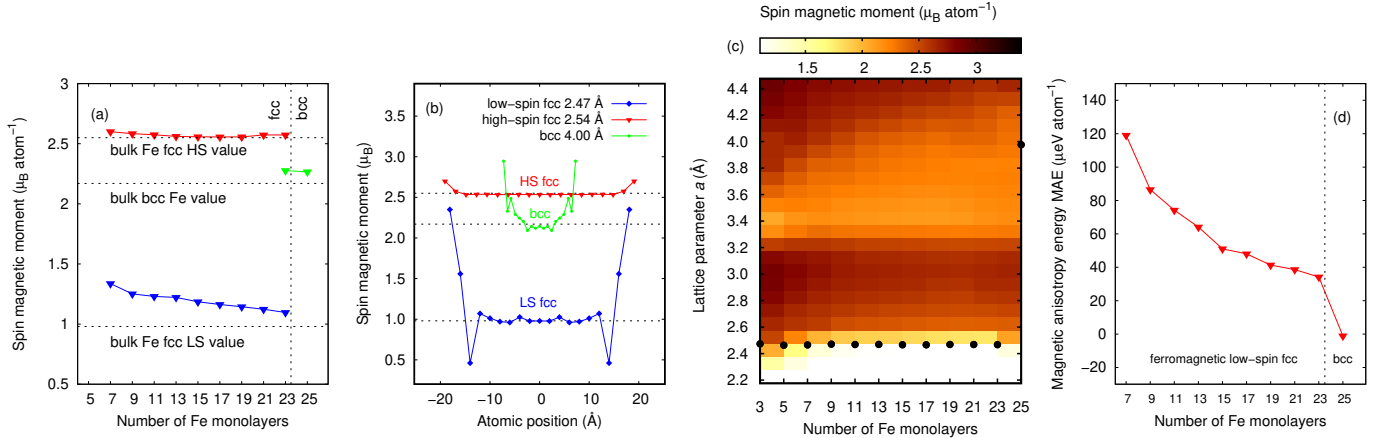 Spin magnetic moment (μB atom−1)
(c)
1.5 2 2.5 3
Spin magnetic moment (μB atom−1)
3
2.5
2
1.5
1
0.5
(a)
fcc
bcc
bulk Fe fcc HS value
bulk bcc Fe value
bulk Fe fcc LS value
5 7 9 11 13 15 17 19 21 23 25
Number of Fe monolayers
Spin magnetic moment (μB)
4.0
3.5
3.0
2.5
2.0
1.5
1.0
0.5
(b)
low-spin fcc 2.47 Å
high-spin fcc 2.54 Å
bcc 4.00 Å
HS fcc
bcc
LS fcc
−20 −10 0 10 20
Atomic position (Å)
Lattice parameter a (Å)
4.4
4.2
4.0
3.8
3.6
3.4
3.2
3.0
2.8
2.6
2.4
2.2
3 5 7 9 11 13 15 17 19 21 23 25
Number of Fe monolayers
Magnetic anisotropy energy MAE (μeV atom−1)
140
120
100
80
60
40
20
0
−20
(d)
ferromagnetic low-spin fcc
bcc
7 9 11 13 15 17 19 21 23 25
Number of Fe monolayers